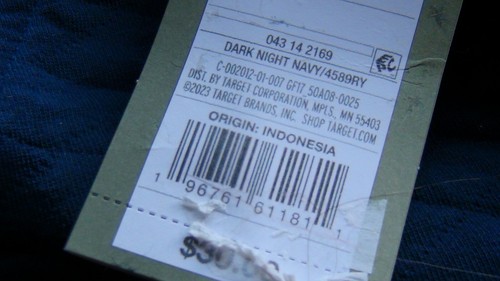 043 14 2169
DARK NIGHT NAVY/4589RY
C-002012-01-007 GFTZ 50A08-0025
DIST. BY TARGET CORPORATION, MPLS, MN 55403
©2023 TARGET BRANDS, INC. SHOP TARGET.COM
ORIGIN: INDONESIA
1 96761 61181 1